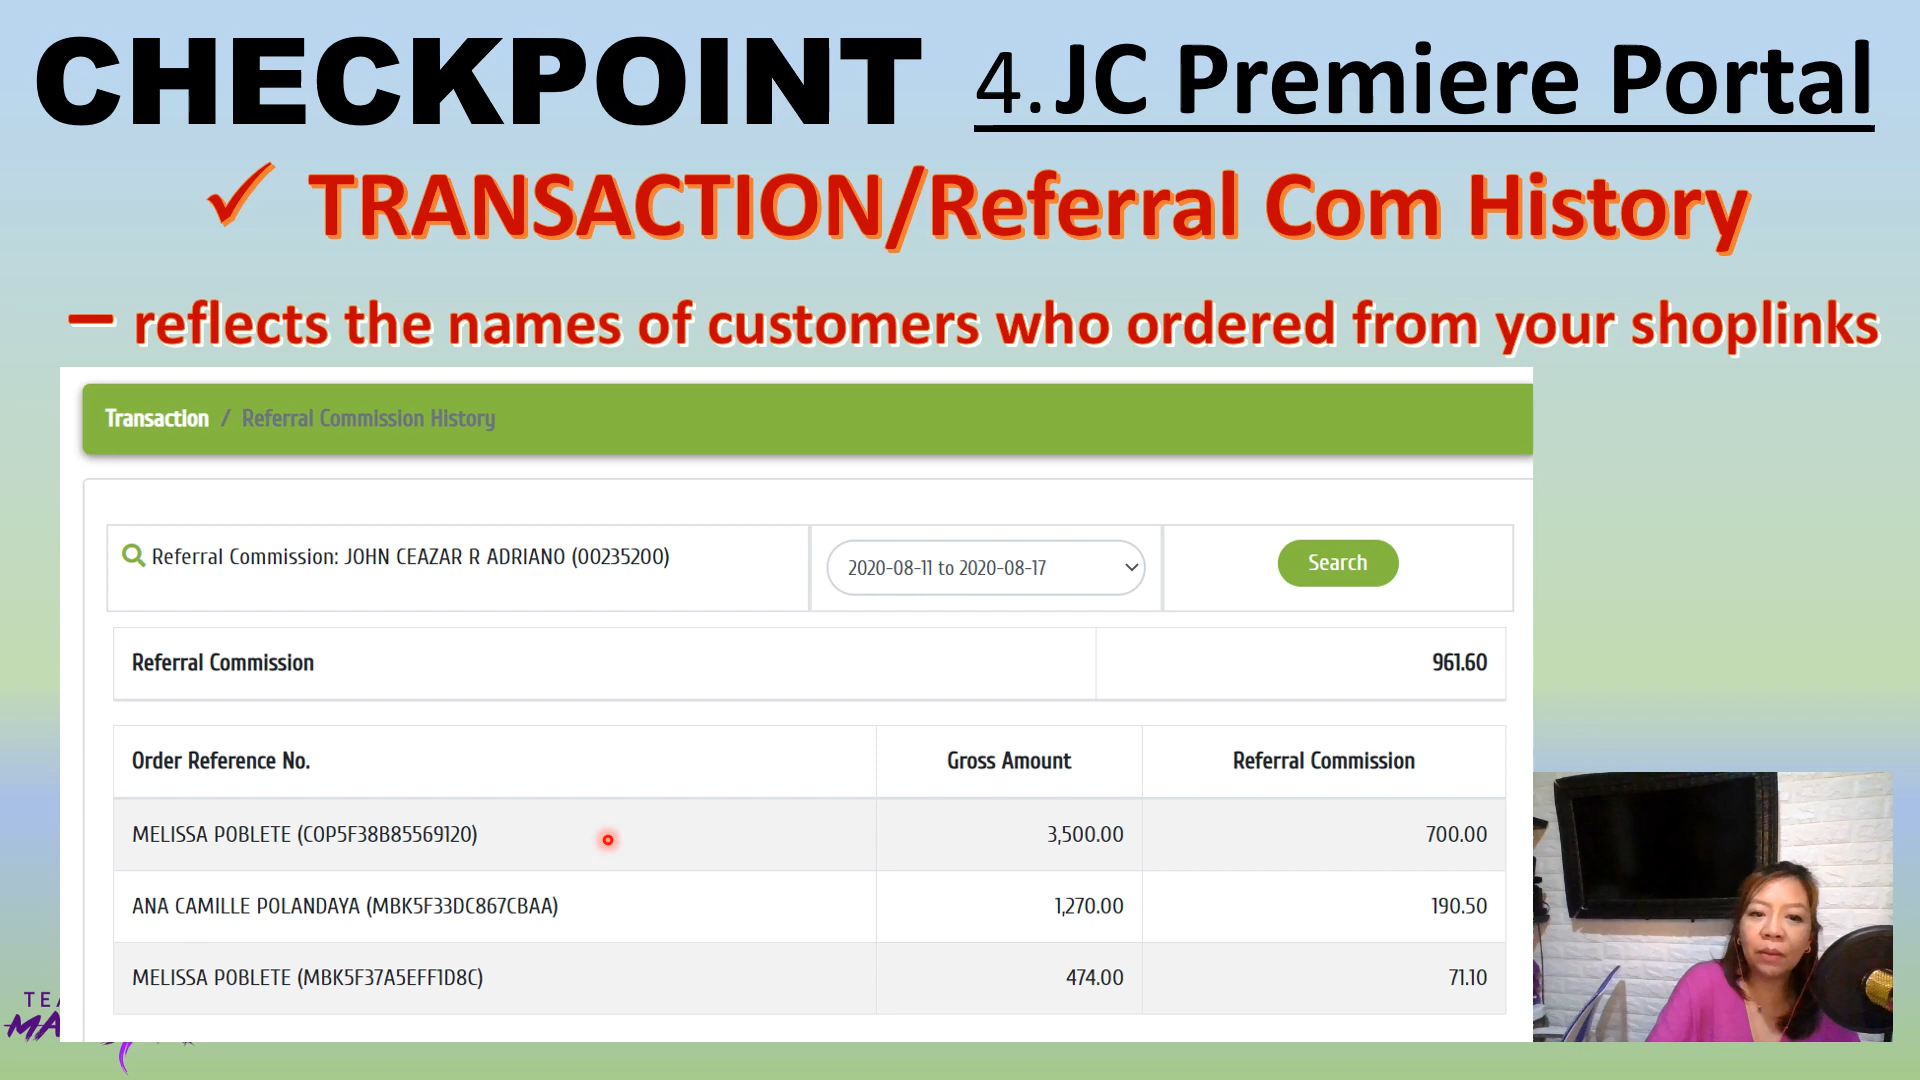 CHECKPOINT 4. JC Premiere Portal
✓ TRANSACTION/Referral Com History
– reflects the names of customers who ordered from your shoplinks
Transaction / Referral Commission History
Referral Commission: JOHN CEAZAR R ADRIANO (00235200) 2020-08-11 to 2020-08-17 Search
Referral Commission 961.60
Order Reference No. Gross Amount Referral Commission
MELISSA POBLETE (COP5F38B85569120) 3,500.00 700.00
ANA CAMILLE POLANDAYA (MBK5F33DC867CBAA) 1,270.00 190.50
MELISSA POBLETE (MBK5F37A5EFF1D8C) 474.00 71.10